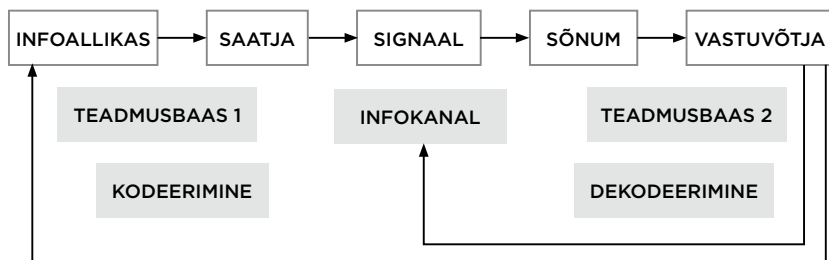 INFOALLIKAS
SAATJA
SIGNAAL
SÕNUM
VASTUVÕTJA
TEADMUSBAAS 1
INFOKANAL
TEADMUSBAAS 2
KODEERIMINE
DEKODEERIMINE